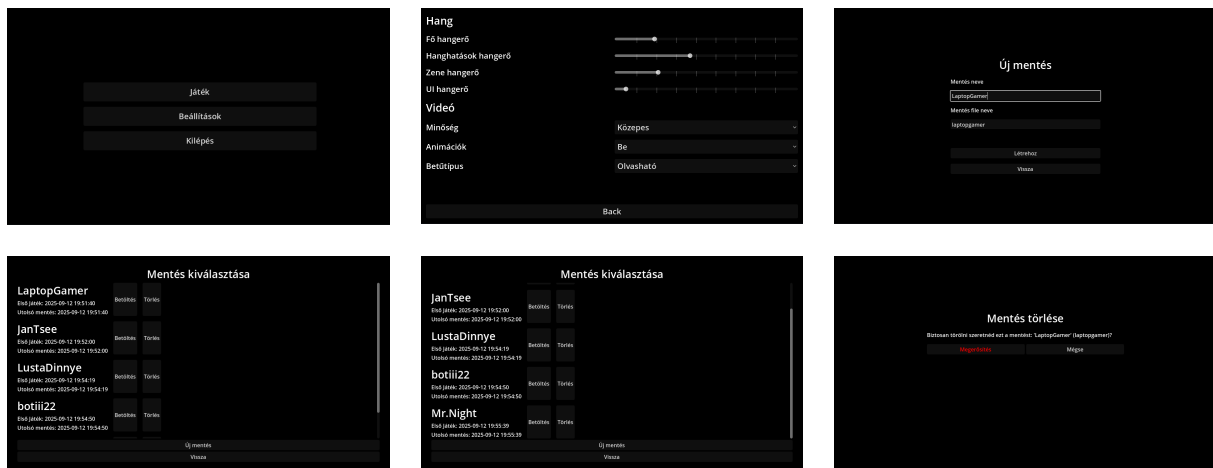 Játék
Beállítások
Kilépés
Hang
Fő hangerő
Hanghatások hangerő
Zene hangerő
UI hangerő
Videó
Minőség Közepes
Animációk Be
Betűtípus Olvasható
Back
Új mentés
Mentés neve
LaptopGamer
Mentés file neve
laptopgamer
Létrehoz
Vissza
Mentés kiválasztása
LaptopGamer
Első Játék: 2025-09-12 19:51:40
Utolsó mentés: 2025-09-12 19:51:40
Betöltés Törlés
JanTsee
Első Játék: 2025-09-12 19:52:00
Utolsó mentés: 2025-09-12 19:52:00
Betöltés Törlés
LustaDinnye
Első Játék: 2025-09-12 19:54:19
Utolsó mentés: 2025-09-12 19:54:19
Betöltés Törlés
botiii22
Első Játék: 2025-09-12 19:54:50
Utolsó mentés: 2025-09-12 19:54:50
Betöltés Törlés
Új mentés
Vissza
Mentés kiválasztása
JanTsee
Első Játék: 2025-09-12 19:52:00
Utolsó mentés: 2025-09-12 19:52:00
Betöltés Törlés
LustaDinnye
Első Játék: 2025-09-12 19:54:19
Utolsó mentés: 2025-09-12 19:54:19
Betöltés Törlés
botiii22
Első Játék: 2025-09-12 19:54:50
Utolsó mentés: 2025-09-12 19:54:50
Betöltés Törlés
Mr.Night
Első Játék: 2025-09-12 19:55:39
Utolsó mentés: 2025-09-12 19:55:39
Betöltés Törlés
Új mentés
Vissza
Mentés törlése
Biztosan törölni szeretnéd ezt a mentést: 'LaptopGamer' (laptopgamer)?
Mégse